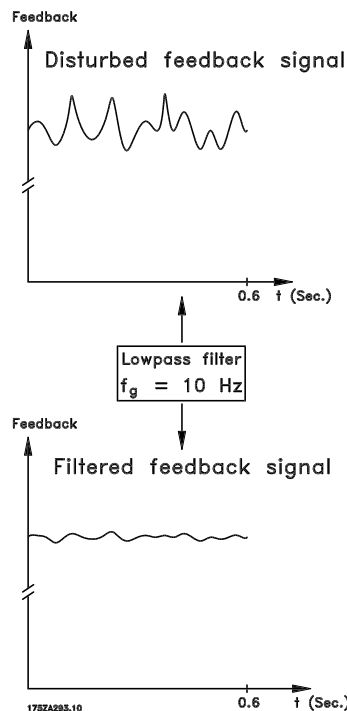 Feedback
Disturbed feedback signal
0.6 t (Sec.)
Lowpass filter
fg = 10 Hz
Feedback
Filtered feedback signal
0.6 t (Sec.)
175ZA293.10